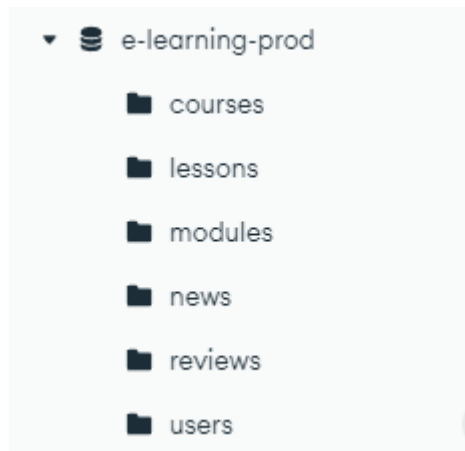 e-learning-prod
courses
lessons
modules
news
reviews
users